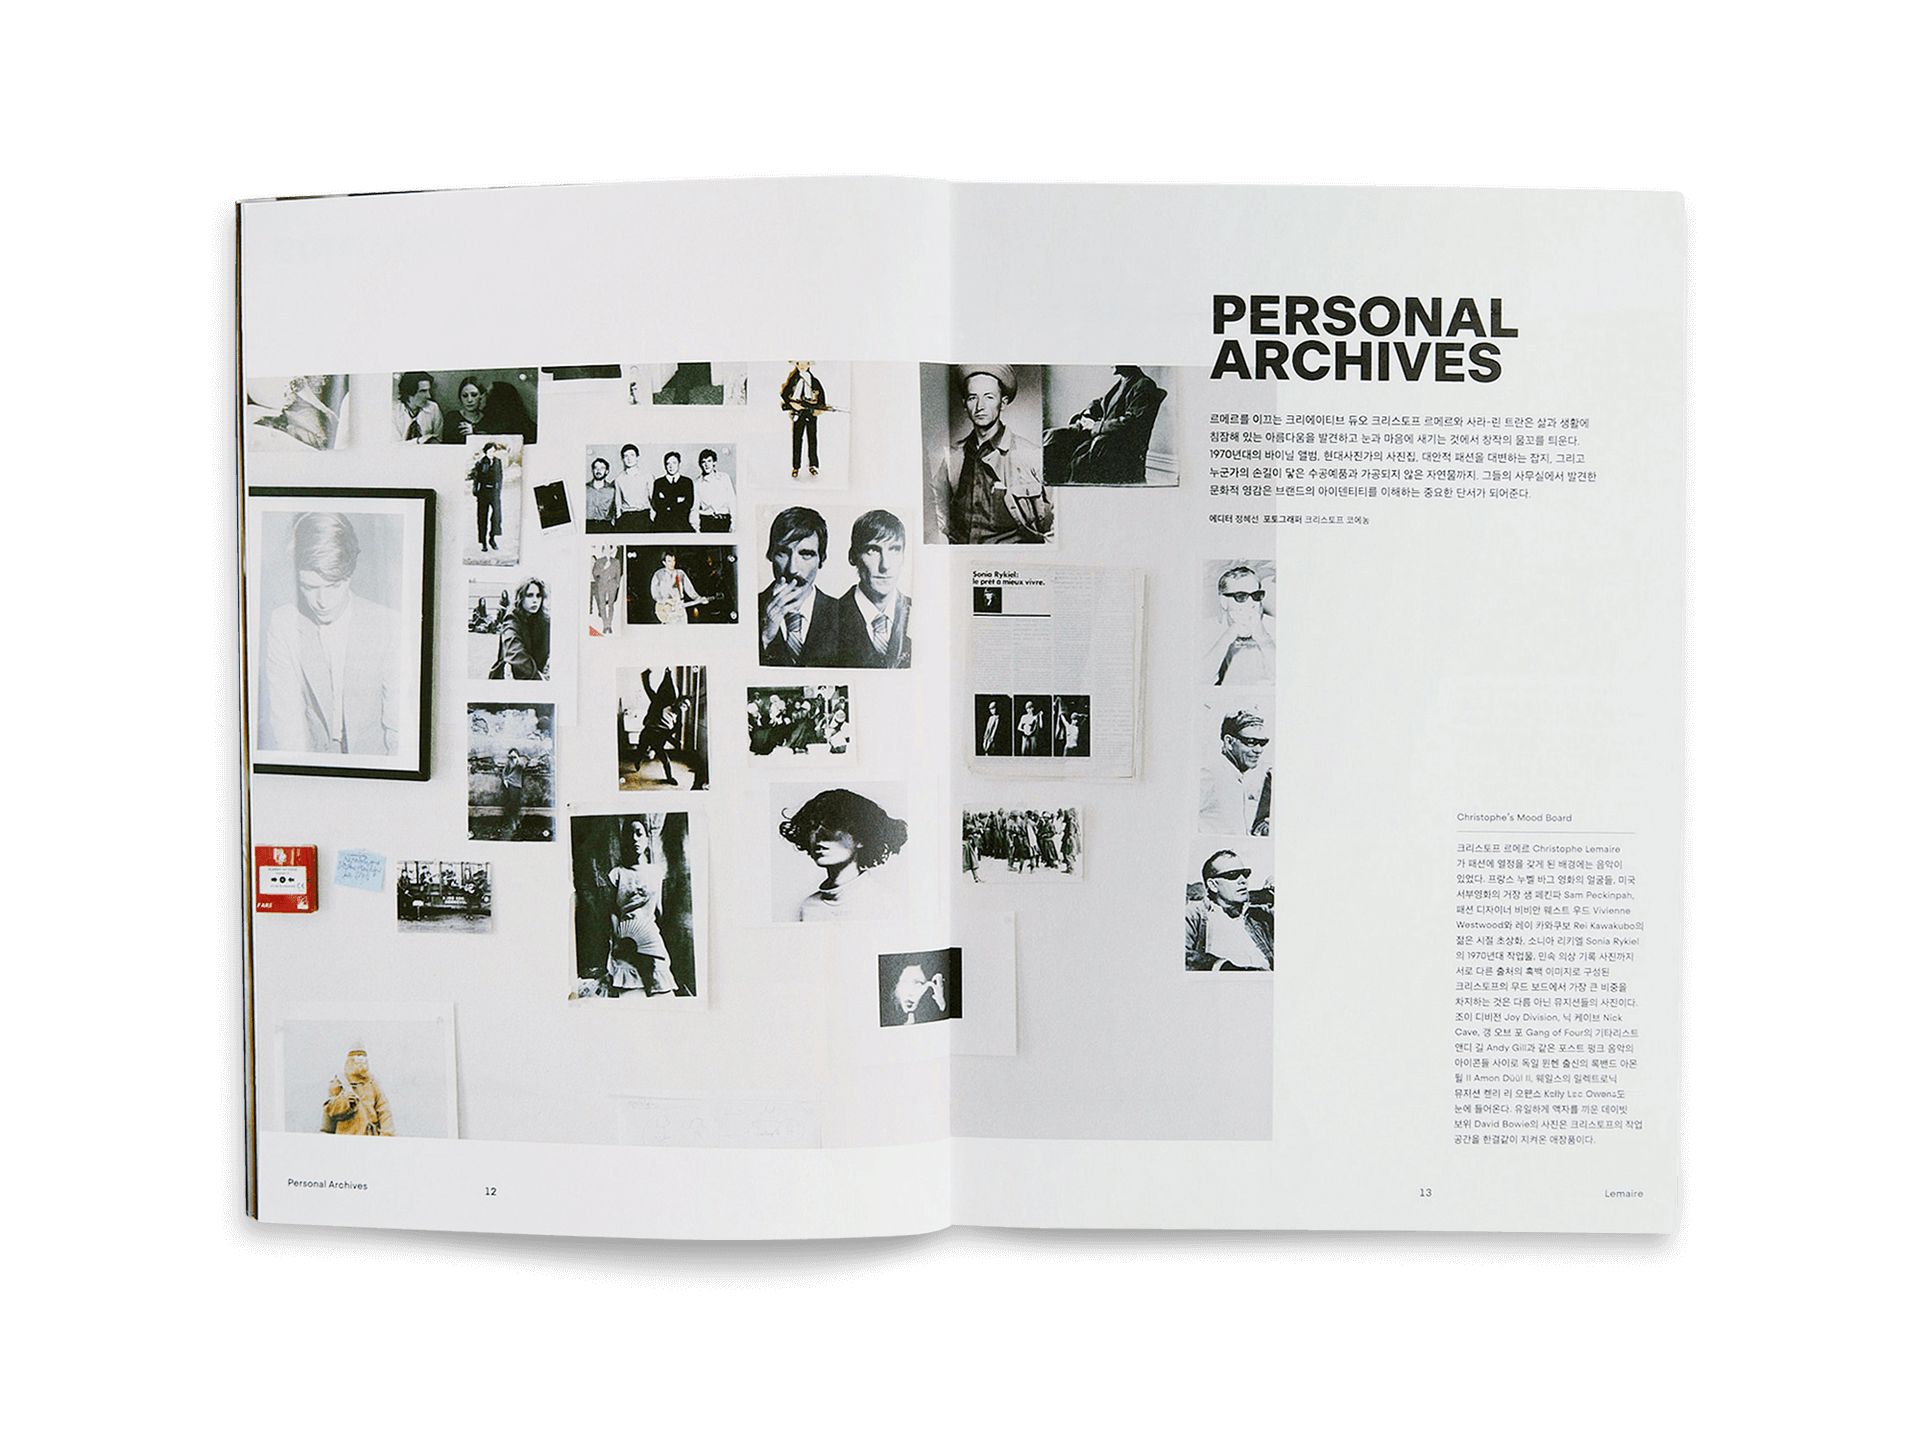 PERSONAL
ARCHIVES
르메르를 이끄는 크리에이티브 듀오 크리스토프 르메르와 사라-린 트란은 삶과 생활에
침잠해 있는 아름다움을 발견하고 눈과 마음에 새기는 것에서 창작의 물꼬를 틔운다.
1970년대의 바이닐 앨범, 현대사진가의 사진집, 대안적 패션을 대변하는 잡지, 그리고
누군가의 손길이 닿은 수공예품과 가공되지 않은 자연물까지. 그들의 사무실에서 발견한
문화적 영감은 브랜드의 아이덴티티를 이해하는 중요한 단서가 되어준다.
에디터 정혜선 포토그래퍼 크리스토프 코에농
Sonia Rykiel:
le prêt à mieux vivre.
FARE
Christophe's Mood Board
크리스토프 르메르 Christophe Lemaire
가 패션에 열정을 갖게 된 배경에는 음악이
있었다. 프랑스 누벨 바그 영화의 얼굴들, 미국
서부영화의 거장 샘 페킨파 Sam Peckinpah,
패션 디자이너 비비안 웨스트 우드 Vivienne
Westwood와 레이 카와쿠보 Rei Kawakubo의
젊은 시절 초상화, 소니아 리키엘 Sonia Rykiel
의 1970년대 작업물, 민속 의상 기록 사진까지
서로 다른 출처의 흑백 이미지로 구성된
크리스토프의 무드 보드에서 가장 큰 비중을
차지하는 것은 다름 아닌 뮤지션들의 사진이다.
조이 디비전 Joy Division, 닉 케이브 Nick
Cave, 갱 오브 포 Gang of Four의 기타리스트
앤디 길 Andy Gill과 같은 포스트 펑크 음악의
아이콘들 사이로 독일 뮌헨 출신의 록밴드 아몬
뒬 II Amon Düül II, 웨일스의 일렉트로닉
뮤지션 켈리 리 오웬스 Kelly Lee Owens도
눈에 들어온다. 유일하게 액자를 끼운 데이빗
보위 David Bowie의 사진은 크리스토프의 작업
공간을 한결같이 지켜온 애장품이다.
Personal Archives
12
13
Lemaire